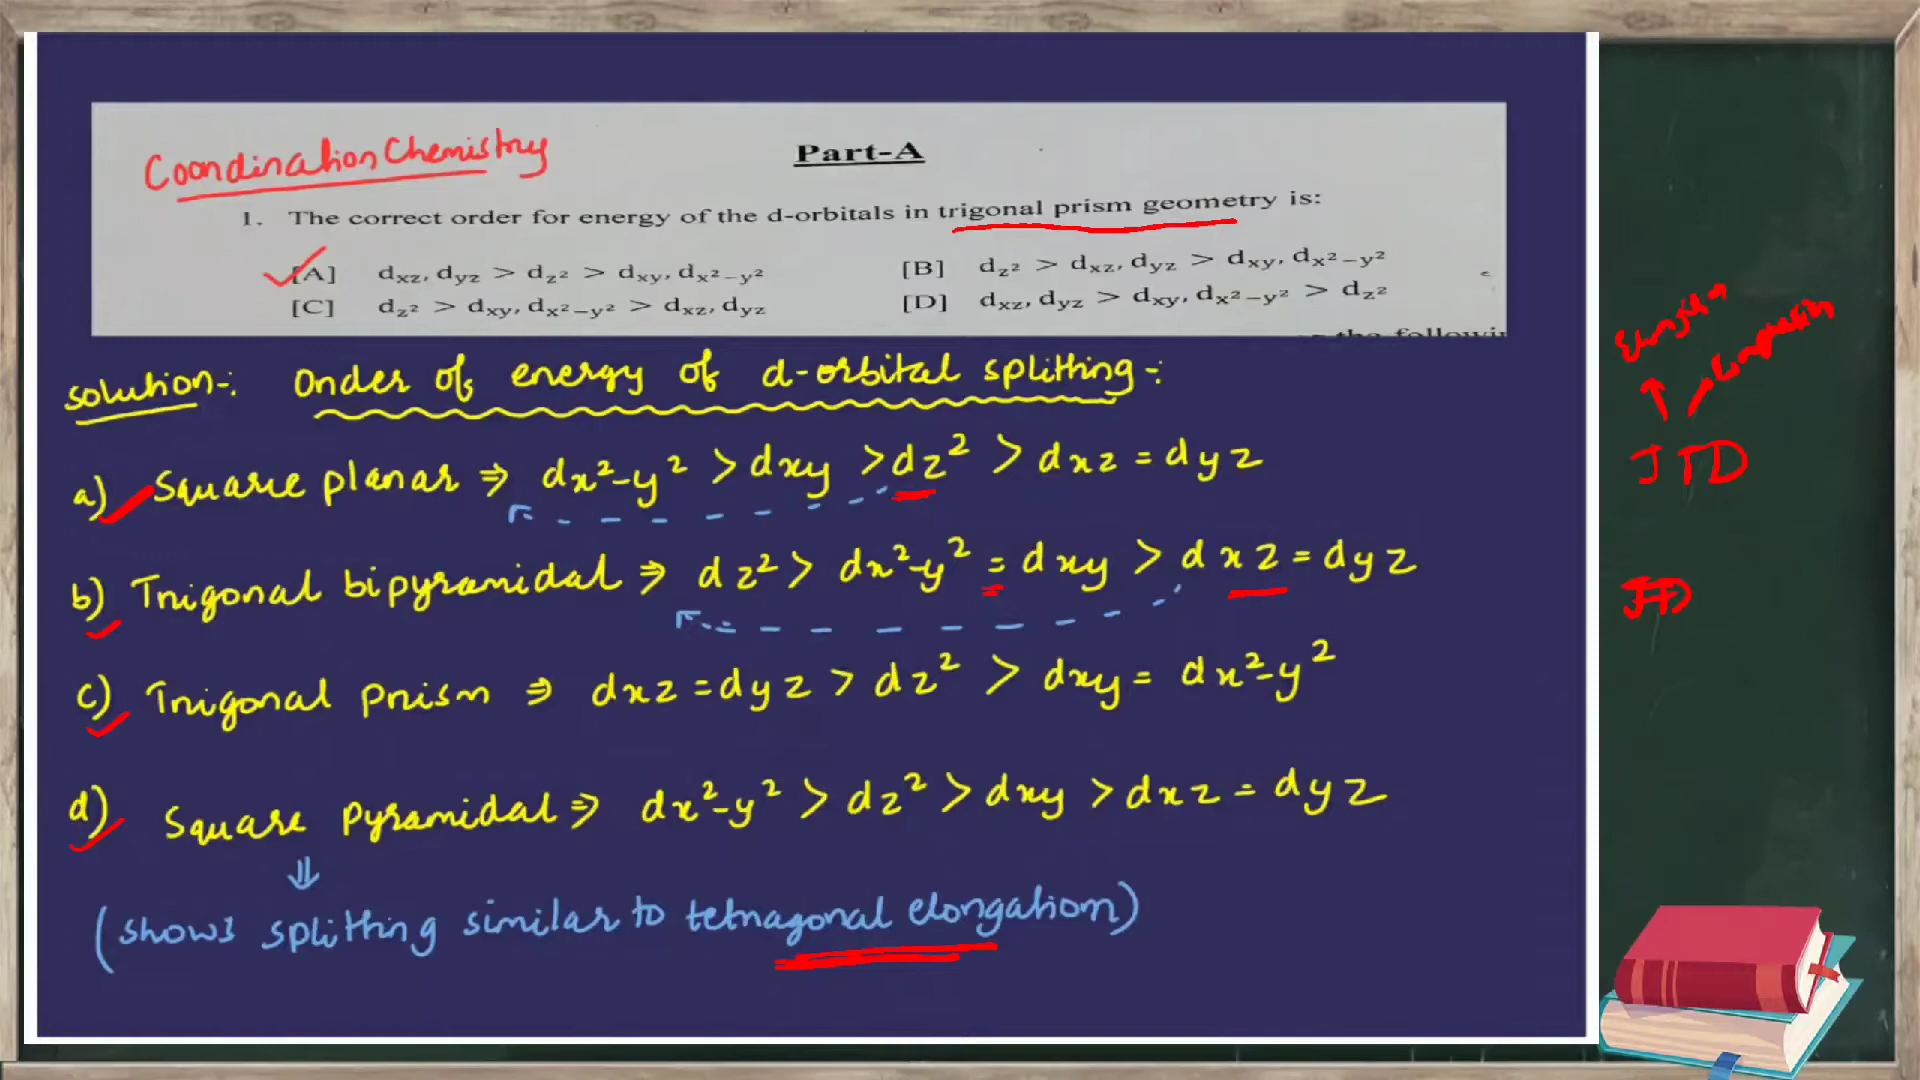 Coordination Chemistry
Part-A
1. The correct order for energy of the d-orbitals in trigonal prism geometry is:
[A] dxz, dyz > dz² > dxy, dx²−y²
[B] dz² > dxz, dyz > dxy, dx²−y²
[C] dz² > dxy, dx²−y² > dxz, dyz
[D] dxz, dyz > dxy, dx²−y² > dz²
solution-: Order of energy of d-orbital splitting-:
a) Square planar ⇒ dx²-y² > dxy > dz² > dxz = dyz
b) Trigonal bipyramidal ⇒ dz² > dx²-y² = dxy > dxz = dyz
c) Trigonal prism ⇒ dxz = dyz > dz² > dxy = dx²-y²
d) Square pyramidal ⇒ dx²-y² > dz² > dxy > dxz = dyz
⇓
(shows splitting similar to tetragonal elongation)
JTD